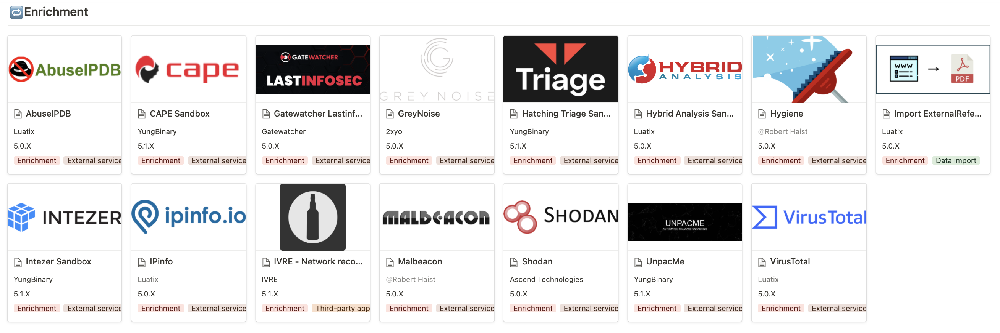 Enrichment
AbuseIPDB
cape
GATEWATCHER
LASTINFOSEC
GREY NOISE
Triage
HYBRID
ANALYSIS
WWW
PDF
AbuseIPDB
Luatix
5.0.X
Enrichment External service
CAPE Sandbox
YungBinary
5.1.X
Enrichment External service
Gatewatcher Lastinf...
Gatewatcher
5.0.X
Enrichment External service
GreyNoise
2xyo
5.0.X
Enrichment External service
Hatching Triage San...
YungBinary
5.1.X
Enrichment External service
Hybrid Analysis San...
Luatix
5.0.X
Enrichment External service
Hygiene
@Robert Haist
5.0.X
Enrichment External service
Import ExternalRefe...
Luatix
5.0.X
Enrichment Data import
INTEZER
ipinfo.io
MALBEACON
SHODAN
UNPACME
AUTOMATED MALWARE UNPACKING
VirusTotal
Intezer Sandbox
YungBinary
5.1.X
Enrichment External service
IPinfo
Luatix
5.0.X
Enrichment External service
IVRE - Network reco...
IVRE
5.1.X
Enrichment Third-party app
Malbeacon
@Robert Haist
5.0.X
Enrichment External service
Shodan
Ascend Technologies
5.0.X
Enrichment External service
UnpacMe
YungBinary
5.1.X
Enrichment External service
VirusTotal
Luatix
5.0.X
Enrichment External service